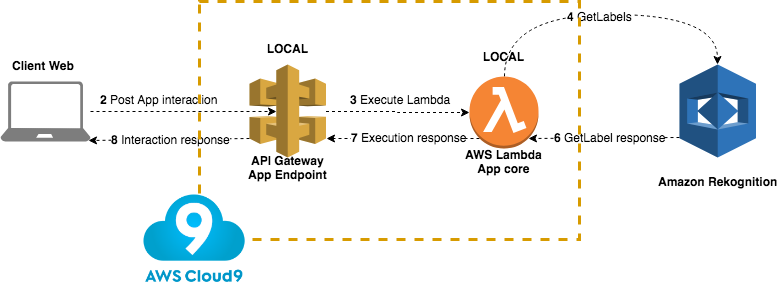 4 GetLabels
LOCAL
LOCAL
Client Web
2 Post App interaction
3 Execute Lambda
8 Interaction response
7 Execution response
6 GetLabel response
API Gateway
App Endpoint
AWS Lambda
App core
Amazon Rekognition
9
AWS Cloud9